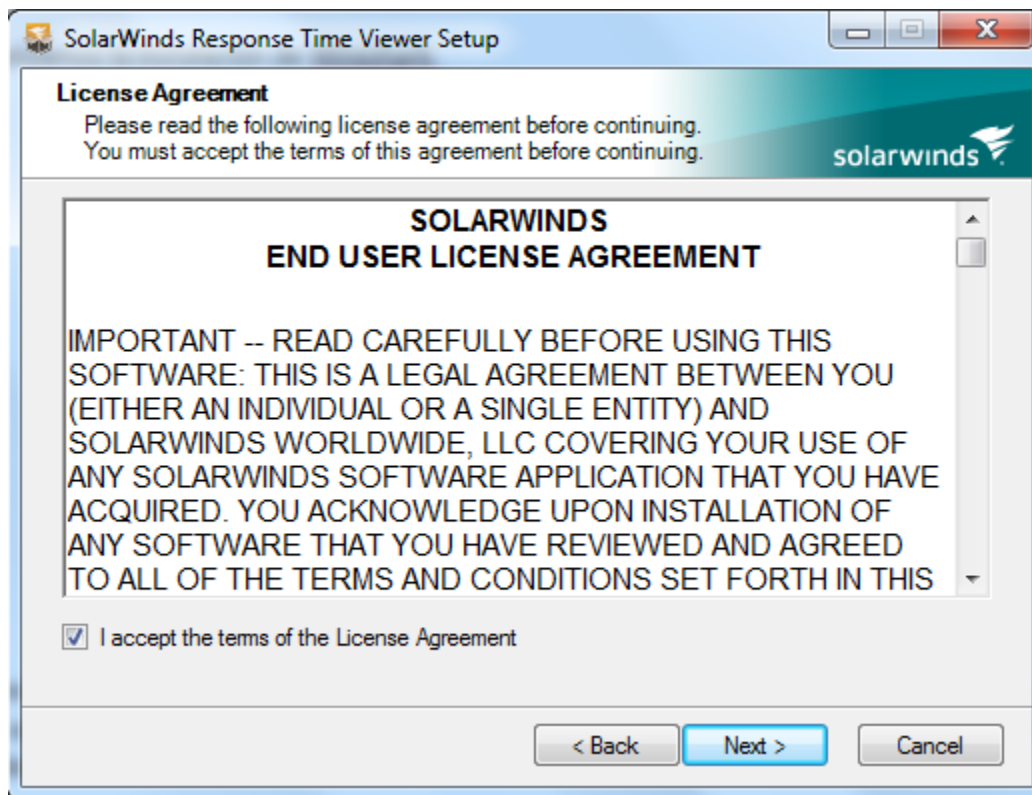 SolarWinds Response Time Viewer Setup
License Agreement
Please read the following license agreement before continuing.
You must accept the terms of this agreement before continuing.
solarwinds
SOLARWINDS
END USER LICENSE AGREEMENT
IMPORTANT -- READ CAREFULLY BEFORE USING THIS
SOFTWARE: THIS IS A LEGAL AGREEMENT BETWEEN YOU
(EITHER AN INDIVIDUAL OR A SINGLE ENTITY) AND
SOLARWINDS WORLDWIDE, LLC COVERING YOUR USE OF
ANY SOLARWINDS SOFTWARE APPLICATION THAT YOU HAVE
ACQUIRED. YOU ACKNOWLEDGE UPON INSTALLATION OF
ANY SOFTWARE THAT YOU HAVE REVIEWED AND AGREED
TO ALL OF THE TERMS AND CONDITIONS SET FORTH IN THIS
I accept the terms of the License Agreement
< Back Next > Cancel